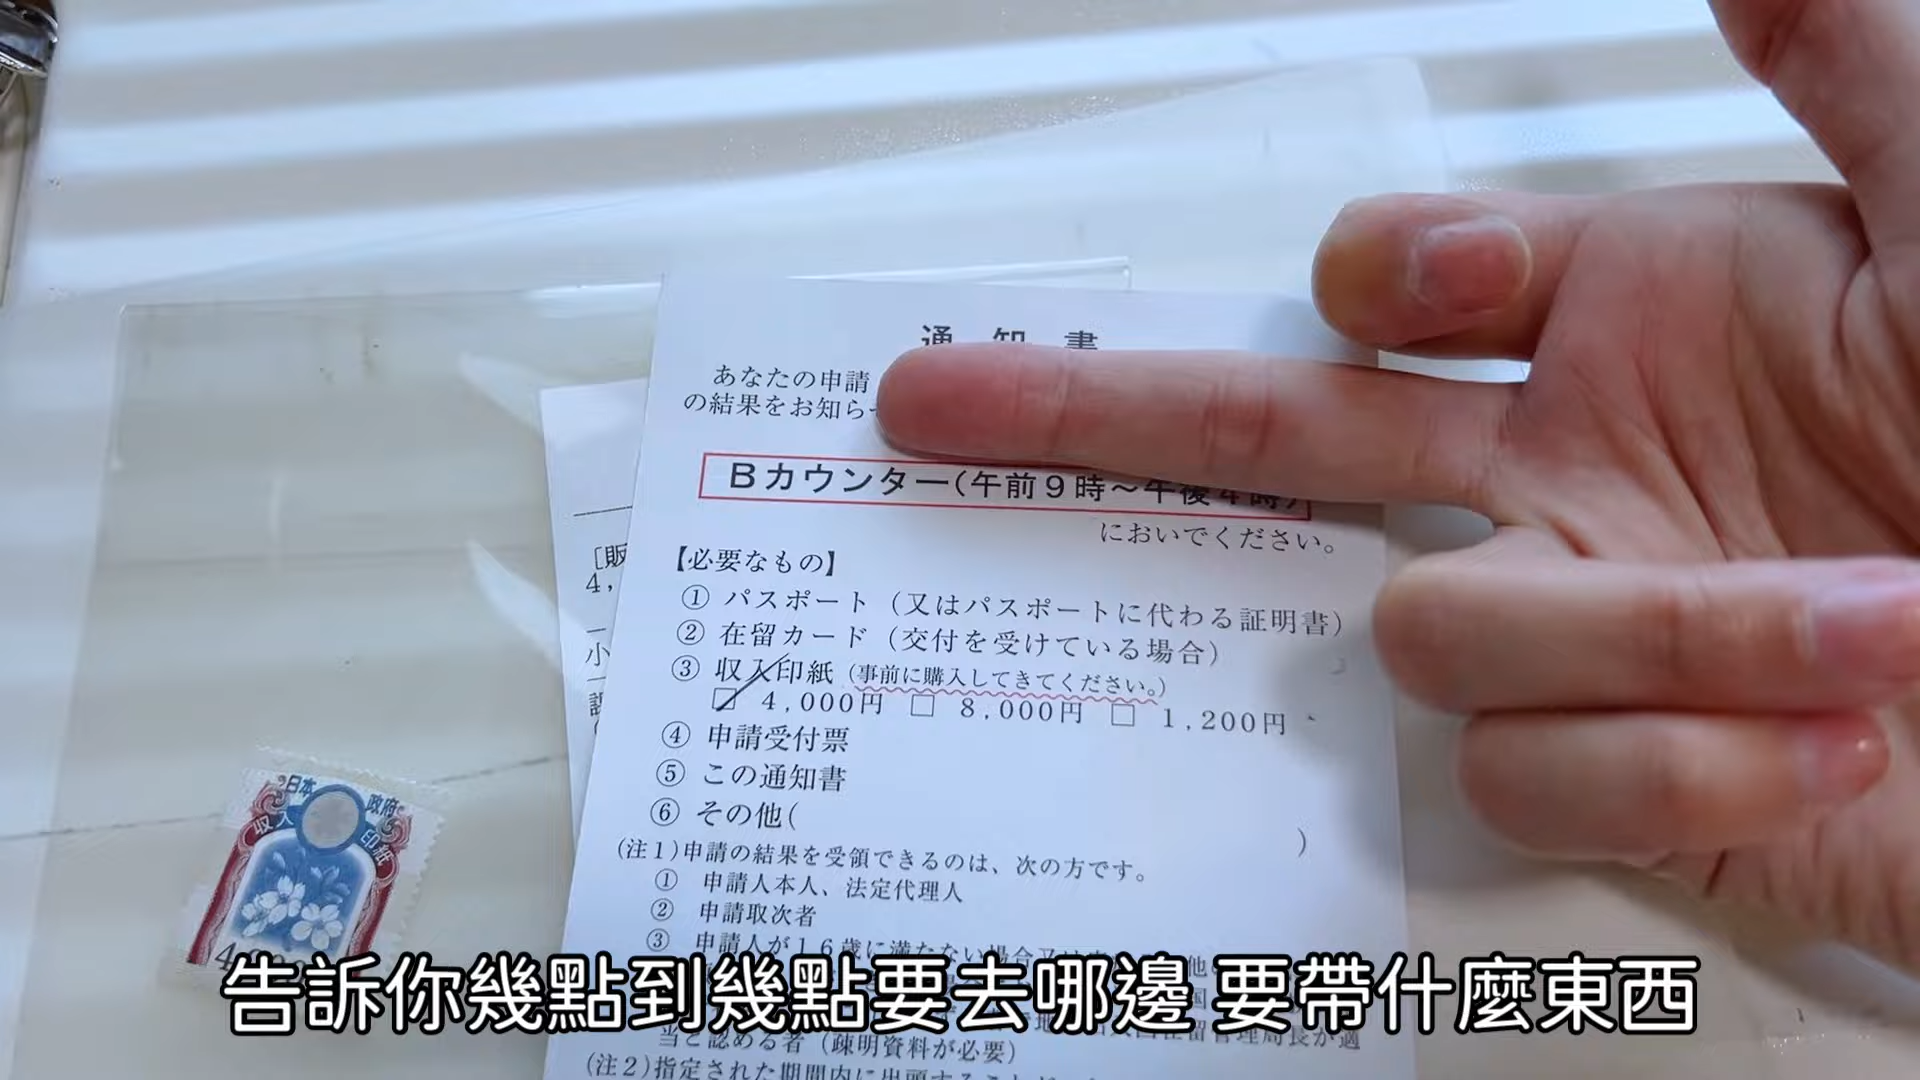 通知書
あなたの申請
の結果をお知ら
Bカウンター(午前9時～午後4時)
においでください。
【必要なもの】
① パスポート（又はパスポートに代わる証明書）
② 在留カード（交付を受けている場合）
③ 収入印紙（事前に購入してきてください。）
☑ 4,000円 □ 8,000円 □ 1,200円
④ 申請受付票
⑤ この通知書
⑥ その他( )
(注1)申請の結果を受領できるのは、次の方です。
① 申請人本人、法定代理人
② 申請取次者
③ 申請人が16歳に満たない場合又は
当と認める者（疎明資料が必要）
(注2)指定された期間内に出頭する
[販
4,
小
日本政府
収入印紙
告訴你幾點到幾點要去哪邊 要帶什麼東西